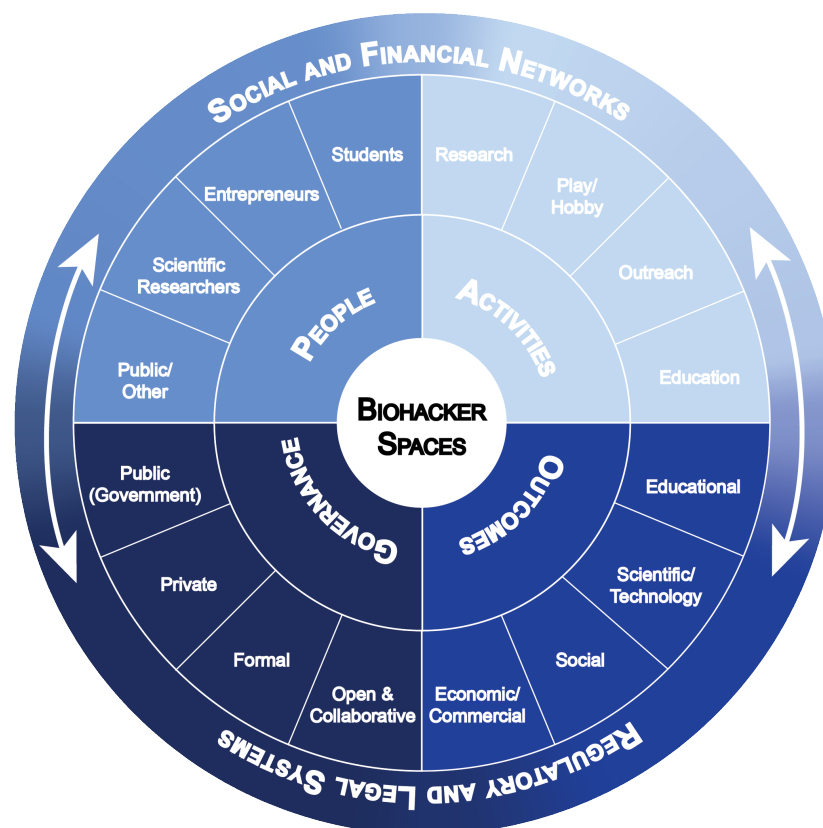 SOCIAL AND FINANCIAL NETWORKS
Students
Research
Entrepreneurs
Play/
Hobby
Scientific
Researchers
Outreach
Public/
Other
Education
PEOPLE
ACTIVITIES
BIOHACKER
SPACES
GOVERNANCE
OUTCOMES
Public
(Government)
Educational
Private
Scientific/
Technology
Formal
Social
Open &
Collaborative
Economic/
Commercial
REGULATORY AND LEGAL SYSTEMS